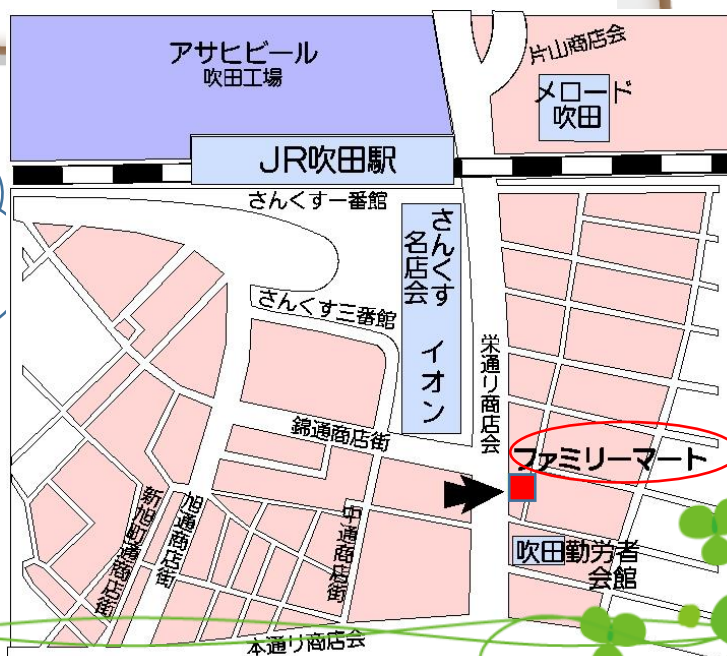 アサヒビール
吹田工場
片山商店会
メロード
吹田
JR吹田駅
さんくす一番館
さんくす
名店会
イオン
さんくす三番館
栄通り商店会
錦通商店街
ファミリーマート
新旭町通商店街
旭通商店街
中通商店街
吹田勤労者
会館
本通り商店会